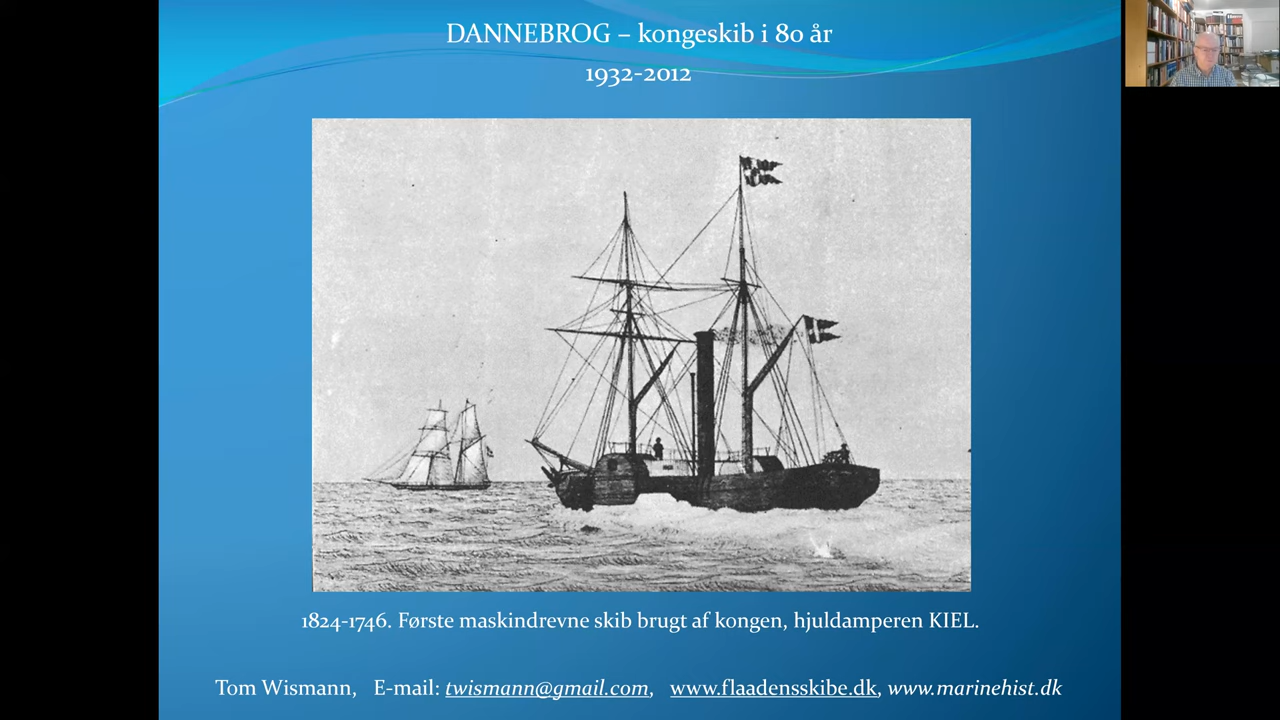 DANNEBROG – kongeskib i 80 år
1932-2012
1824-1746. Første maskindrevne skib brugt af kongen, hjuldamperen KIEL.
Tom Wismann, E-mail: twismann@gmail.com, www.flaadensskibe.dk, www.marinehist.dk